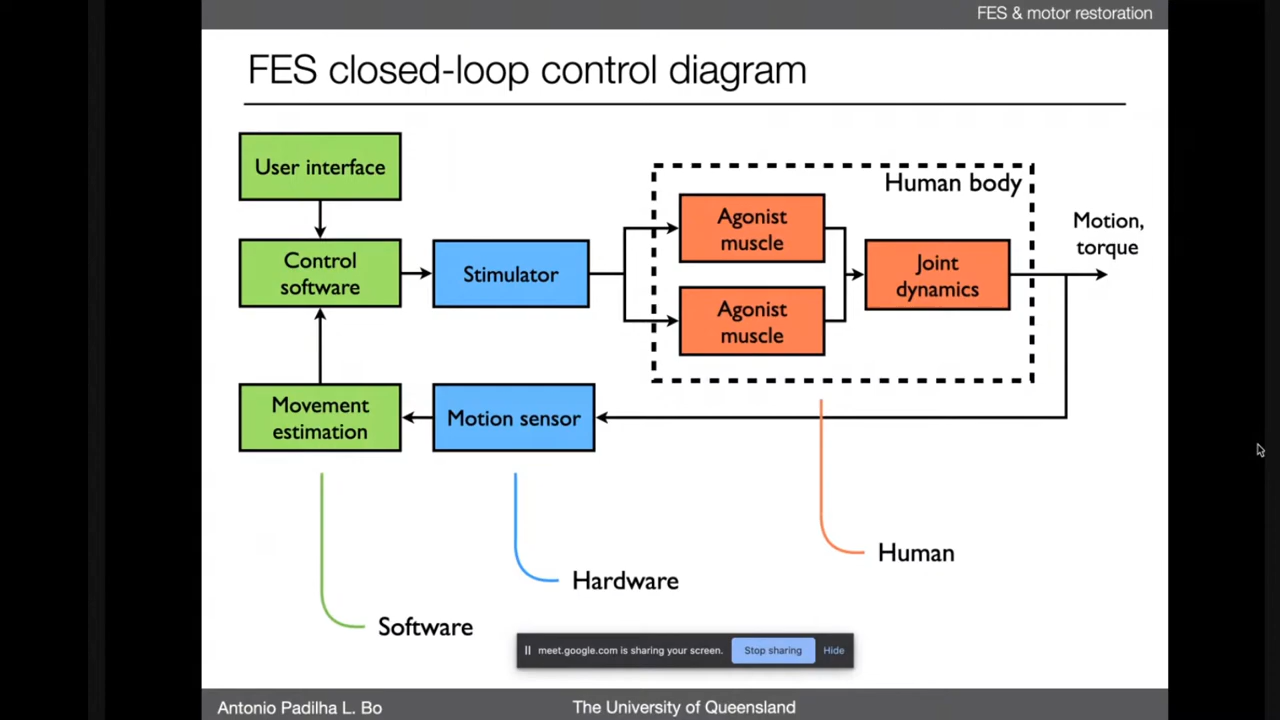 FES & motor restoration
FES closed-loop control diagram
User interface
Human body
Agonist
muscle
Motion,
torque
Control
software
Stimulator
Joint
dynamics
Agonist
muscle
Movement
estimation
Motion sensor
Human
Hardware
Software
meet.google.com is sharing your screen.
Stop sharing
Hide
Antonio Padilha L. Bo
The University of Queensland